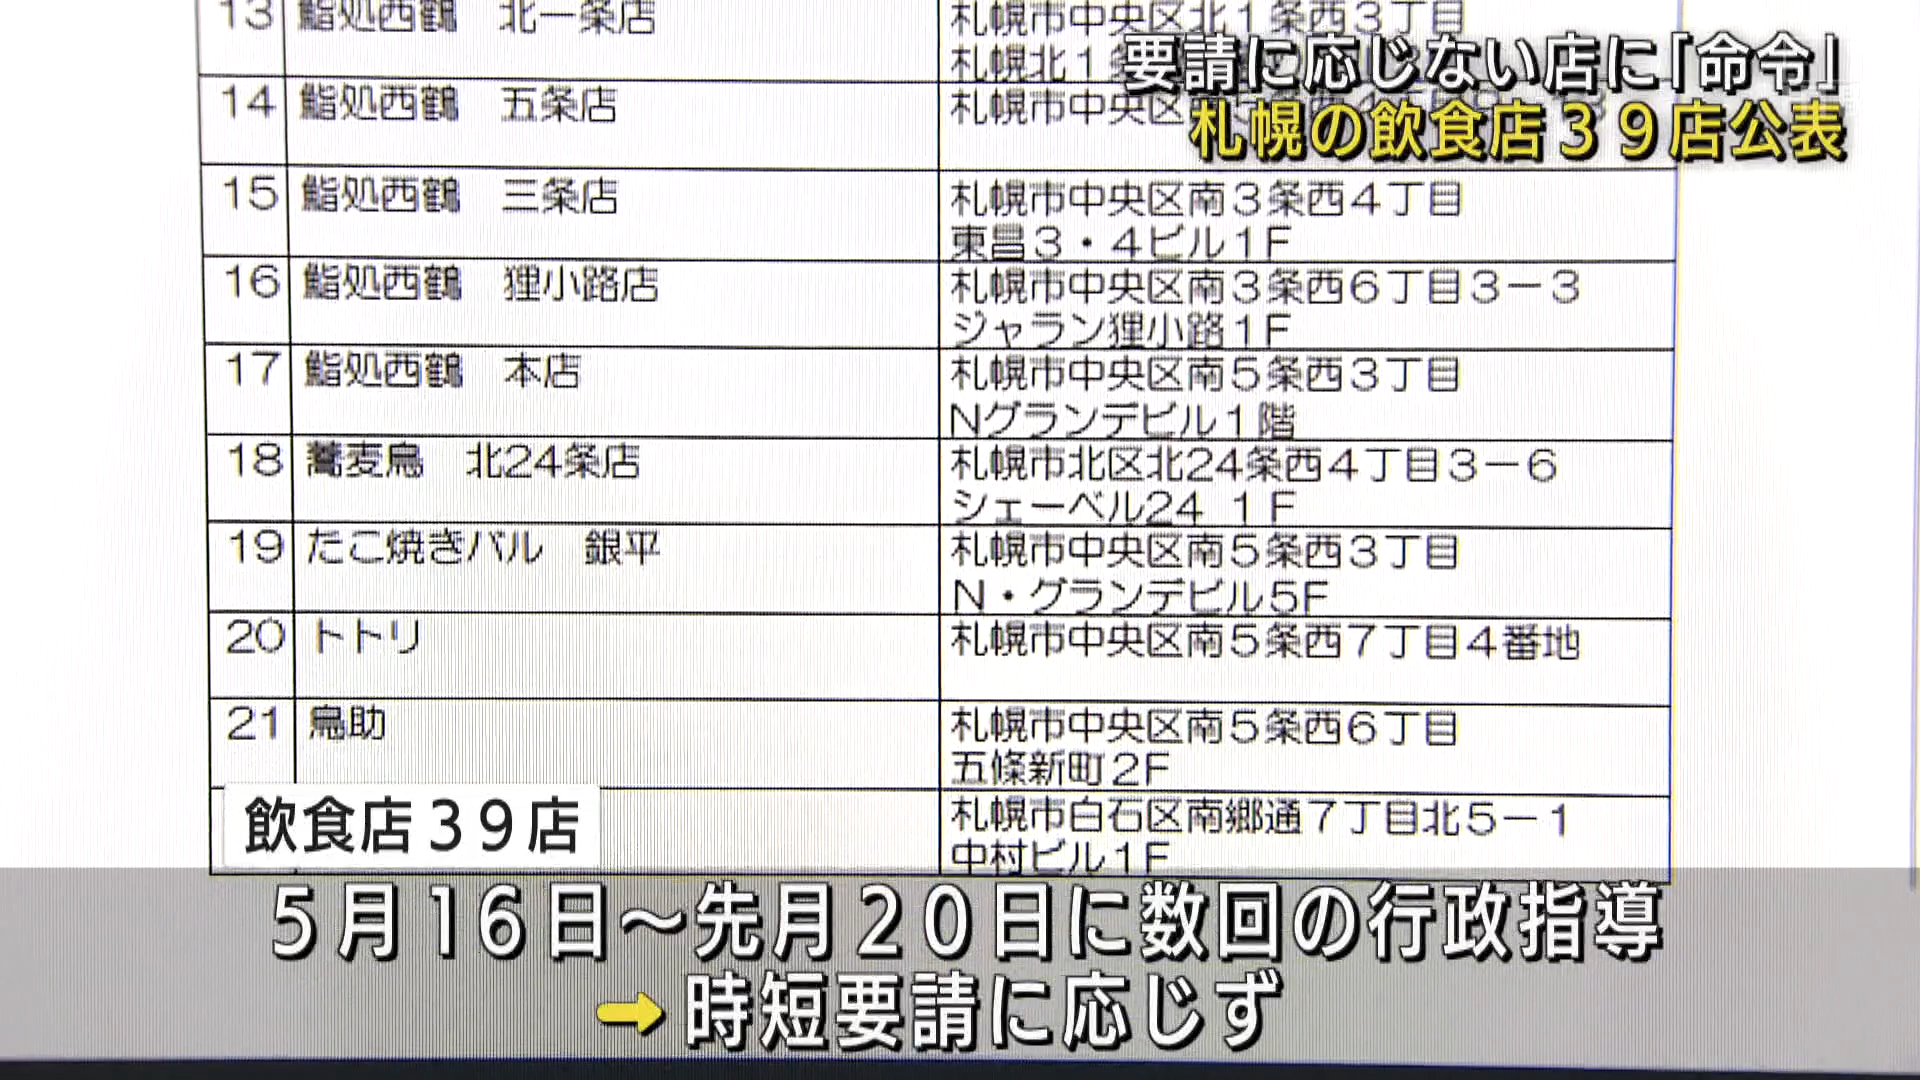 要請に応じない店に「命令」
札幌の飲食店３９店公表
13 鮨処西鶴　北一条店 札幌市中央区北１条西３丁目
札幌北１
14 鮨処西鶴　五条店 札幌市中央区
15 鮨処西鶴　三条店 札幌市中央区南３条西４丁目
東昌３・４ビル１F
16 鮨処西鶴　狸小路店 札幌市中央区南３条西６丁目３－３
ジャラン狸小路１F
17 鮨処西鶴　本店 札幌市中央区南５条西３丁目
Nグランデビル１階
18 蕎麦鳥　北24条店 札幌市北区北24条西４丁目３－６
シェーベル24 １F
19 たこ焼きバル　銀平 札幌市中央区南５条西３丁目
N・グランデビル5F
20 トトリ 札幌市中央区南５条西７丁目４番地
21 鳥助 札幌市中央区南５条西６丁目
五條新町２F
札幌市白石区南郷通７丁目北５－１
中村ビル１F
飲食店３９店
５月１６日～先月２０日に数回の行政指導
➡時短要請に応じず